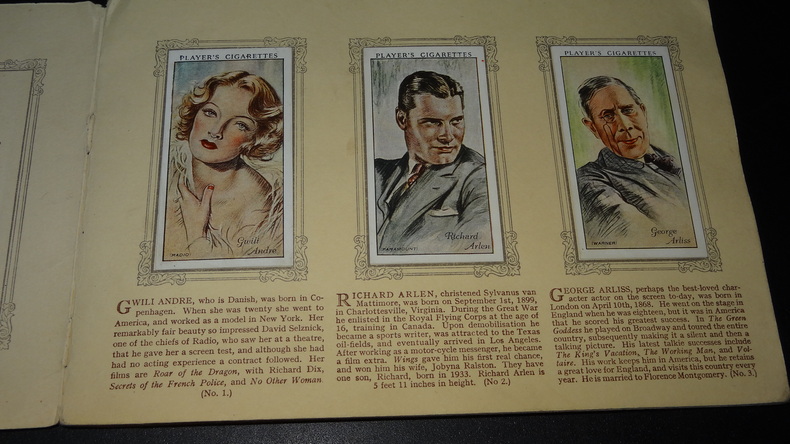 PLAYER'S CIGARETTES
Gwili
Andre
(RADIO)
GWILI ANDRE, who is Danish, was born in Co-
penhagen. When she was twenty she went to
America, and worked as a model in New York. Her
remarkably fair beauty so impressed David Selznick,
one of the chiefs of Radio, who saw her at a theatre,
that he gave her a screen test, and although she had
had no acting experience a contract followed. Her
films are Roar of the Dragon, with Richard Dix,
Secrets of the French Police, and No Other Woman
(No. 1.)
PLAYER'S CIGARETTES
Richard
Arlen
(PARAMOUNT)
RICHARD ARLEN, christened Sylvanus van
Mattimore, was born on September 1st, 1899,
in Charlottesville, Virginia. During the Great War
he enlisted in the Royal Flying Corps at the age of
16, training in Canada. Upon demobilisation he
became a sports writer, was attracted to the Texas
oil-fields, and eventually arrived in Los Angeles.
After working as a motor-cycle messenger, he became
a film extra. Wings gave him his first real chance,
and won him his wife, Jobyna Ralston. They have
one son, Richard, born in 1933. Richard Arlen is
5 feet 11 inches in height. (No 2.)
PLAYER'S CIGARETTES
George
Arliss
(WARNER)
GEORGE ARLISS, perhaps the best-loved char-
acter actor on the screen to-day, was born in
London on April 10th, 1868. He went on the stage
in England when he was eighteen, but it was in America
that he scored his greatest success. In The Green
Goddess he played on Broadway and toured the entire
country, subsequently making it a silent and then a
talking picture. His latest talkie successes include
The King's Vacation, The Working Man, and Vol-
taire. His work keeps him in America, but he retains
a great love for England, and visits this country every
year. He is married to Florence Montgomery. (No. 3.)